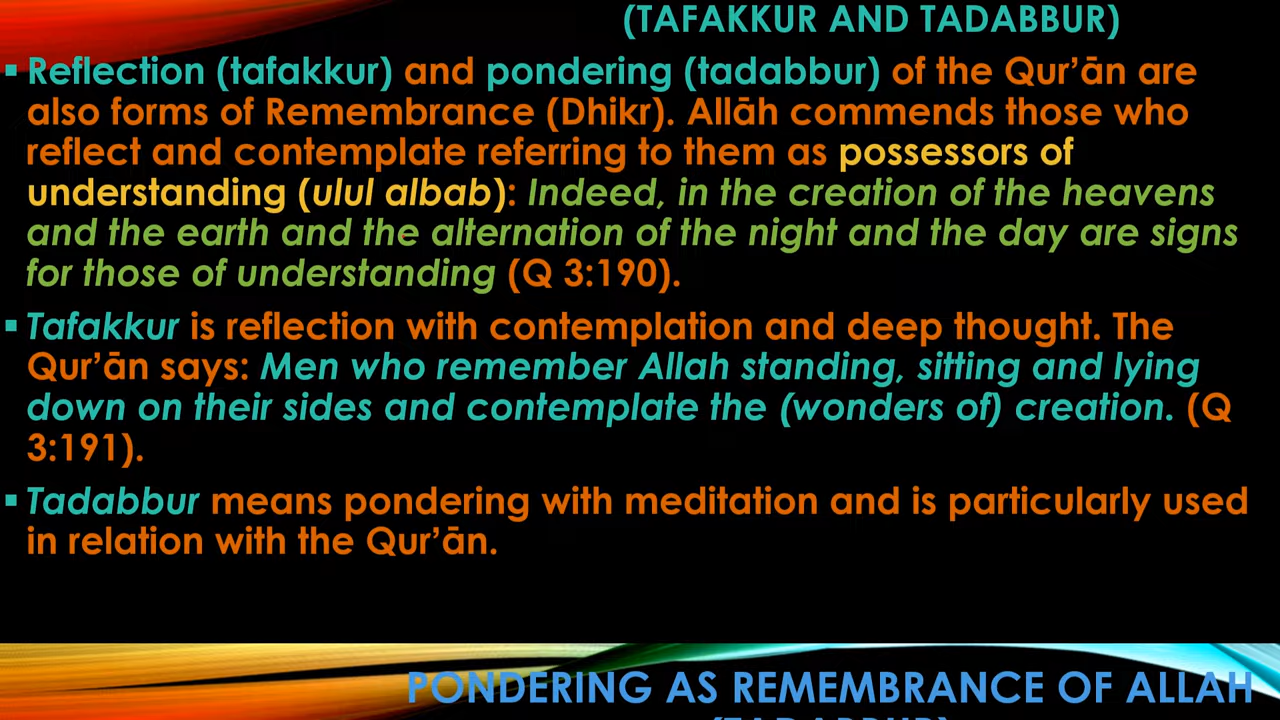 (TAFAKKUR AND TADABBUR)
▪ Reflection (tafakkur) and pondering (tadabbur) of the Qur’ān are
also forms of Remembrance (Dhikr). Allāh commends those who
reflect and contemplate referring to them as possessors of
understanding (ulul albab): Indeed, in the creation of the heavens
and the earth and the alternation of the night and the day are signs
for those of understanding (Q 3:190).
▪ Tafakkur is reflection with contemplation and deep thought. The
Qur’ān says: Men who remember Allah standing, sitting and lying
down on their sides and contemplate the (wonders of) creation. (Q
3:191).
▪ Tadabbur means pondering with meditation and is particularly used
in relation with the Qur’ān.
PONDERING AS REMEMBRANCE OF ALLAH
(TADABBUR)